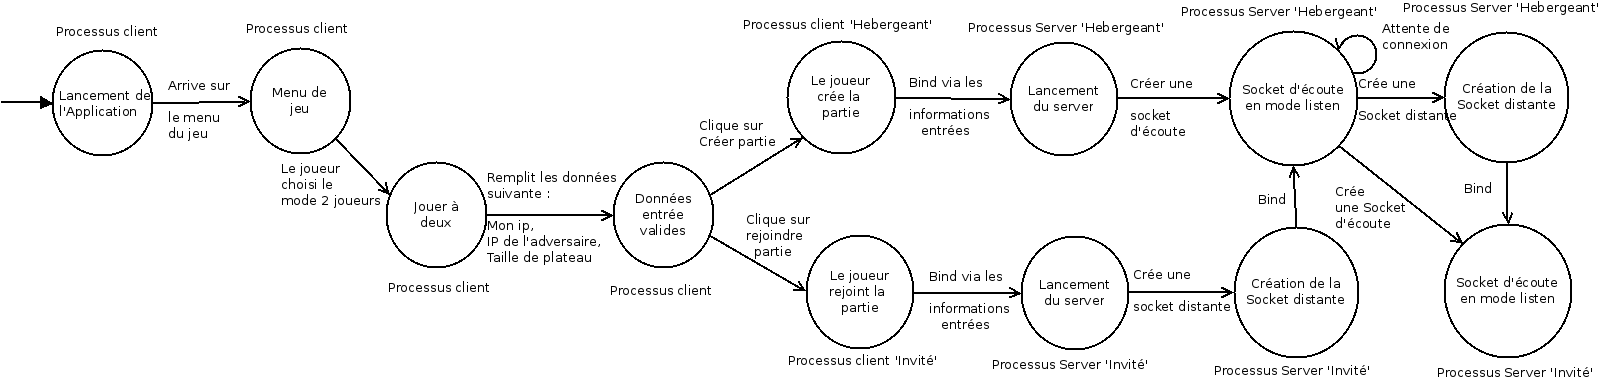 Processus client
Lancement de
l'Application
Arrive sur
le menu
du jeu
Processus client
Menu de
jeu
Le joueur
choisi le
mode 2 joueurs
Jouer à
deux
Processus client
Remplit les données
suivante :
Mon ip,
IP de l'adversaire,
Taille de plateau
Données
entrée
valides
Processus client
Clique sur
Créer partie
Processus client 'Hebergeant'
Le joueur
crée la
partie
Bind via les
informations
entrées
Processus Server 'Hebergeant'
Lancement
du server
Créer une
socket
d'écoute
Processus Server 'Hebergeant'
Socket d'écoute
en mode listen
Attente de
connexion
Crée une
Socket distante
Processus Server 'Hebergeant'
Création de la
Socket distante
Bind
Clique sur
rejoindre
partie
Le joueur
rejoint la
partie
Processus client 'Invité'
Bind via les
informations
entrées
Lancement
du server
Processus Server 'Invité'
Crée une
socket distante
Création de la
Socket distante
Processus Server 'Invité'
Bind
Crée
une Socket
d'écoute
Socket d'écoute
en mode listen
Processus Server 'Invité'